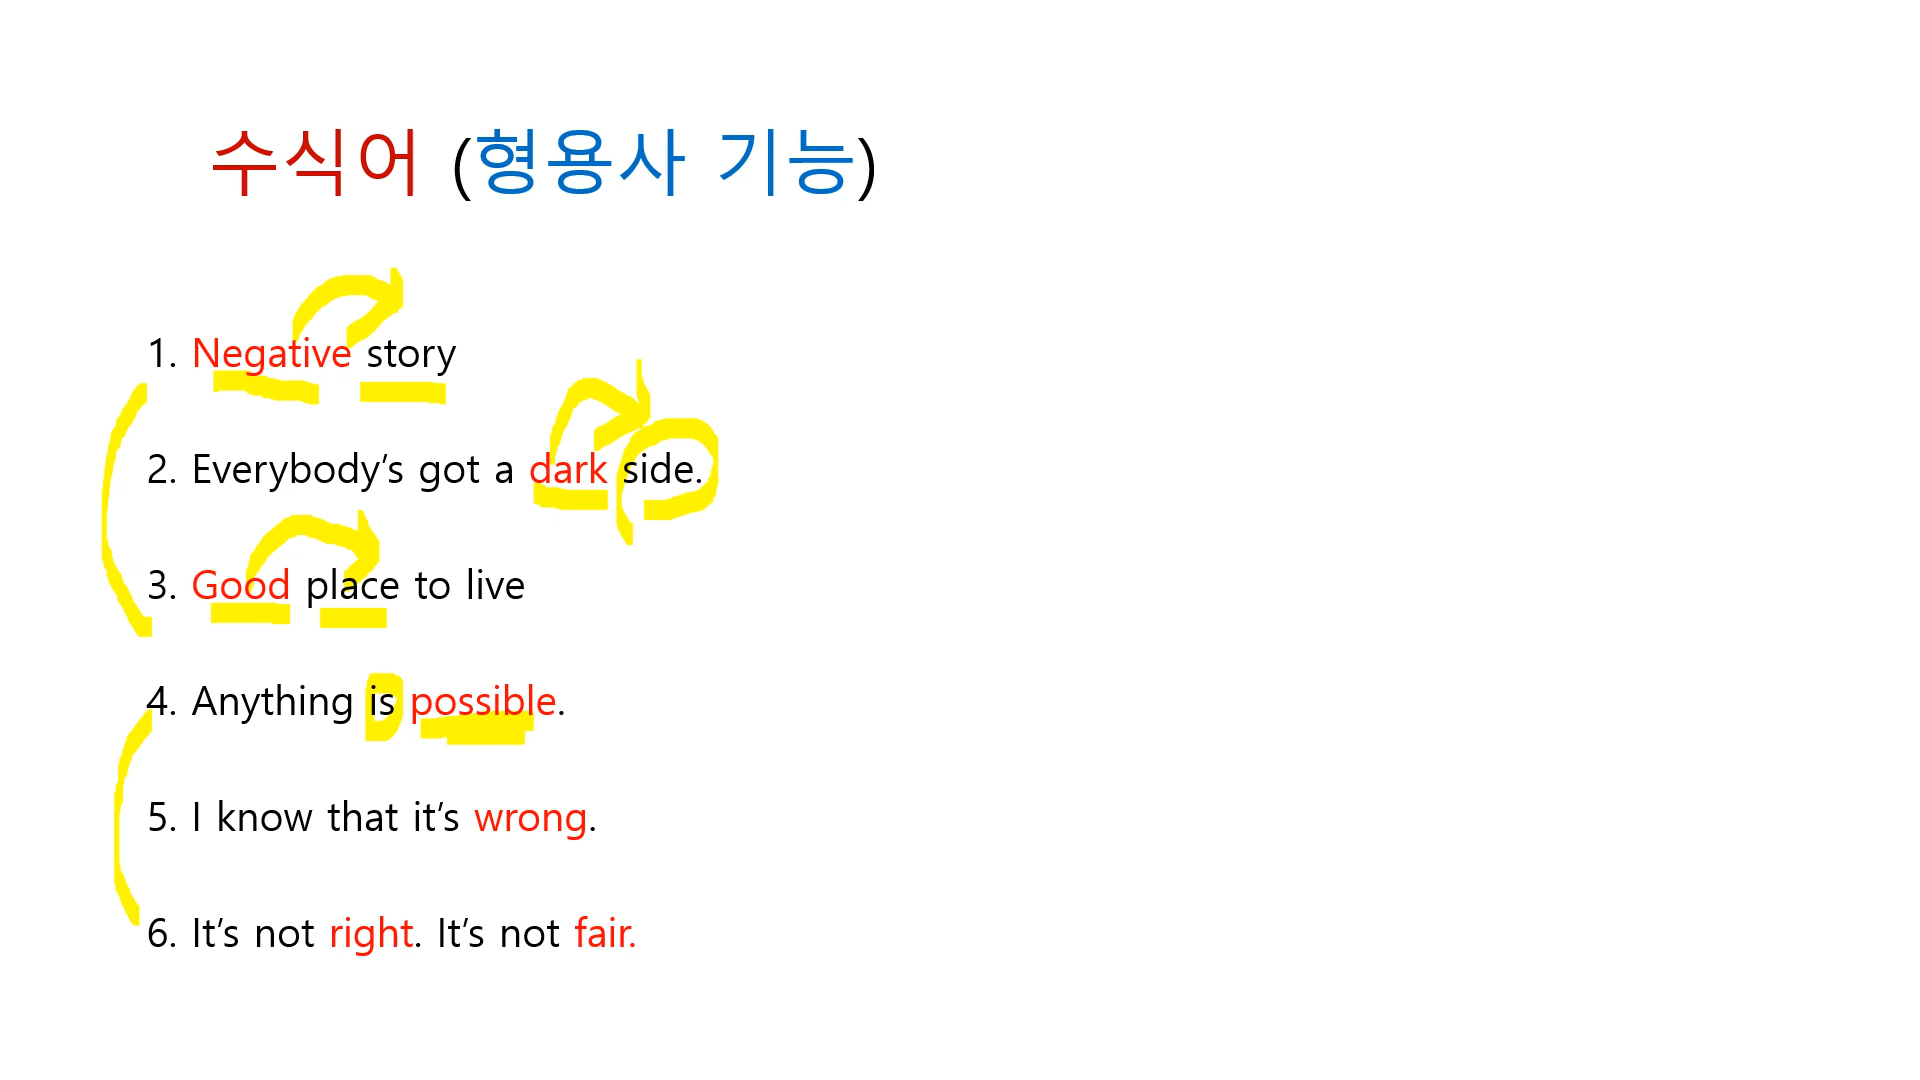 수식어 (형용사 기능)
1. Negative story
2. Everybody’s got a dark side.
3. Good place to live
4. Anything is possible.
5. I know that it’s wrong.
6. It’s not right. It’s not fair.